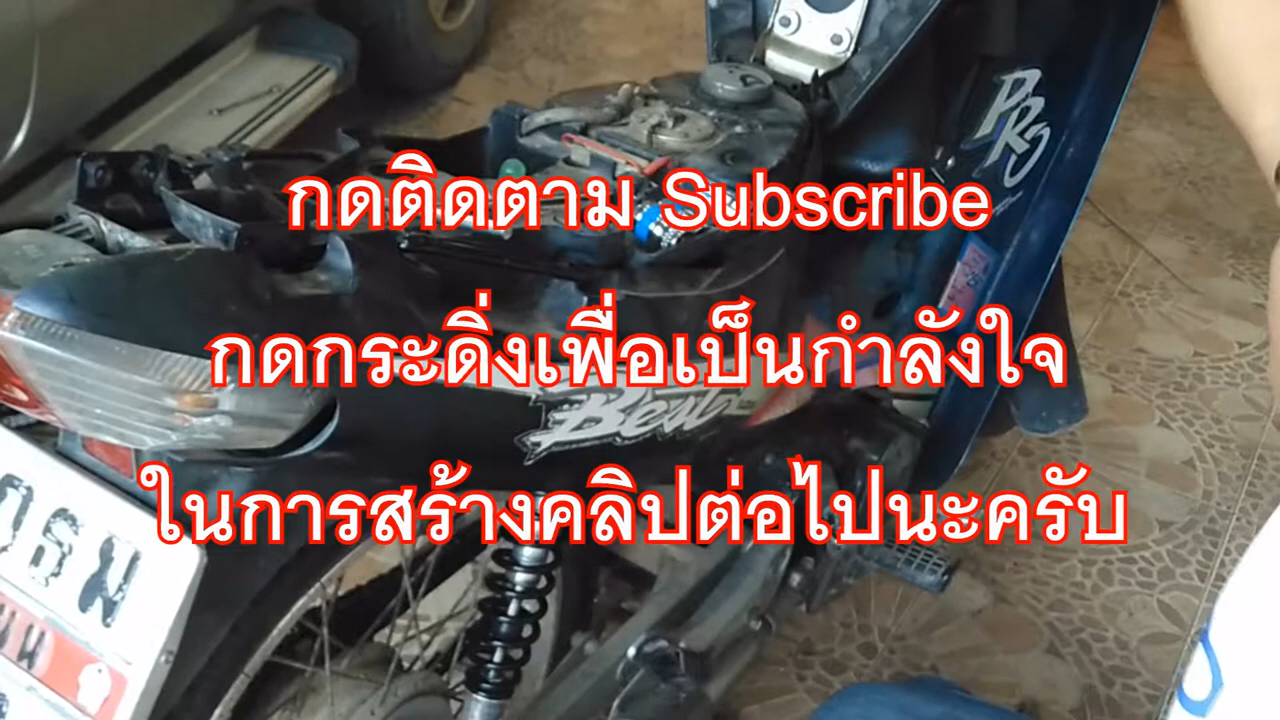 PRO
กดติดตาม Subscribe
กดกระดิ่งเพื่อเป็นกำลังใจ
Best
ในการสร้างคลิปต่อไปนะครับ